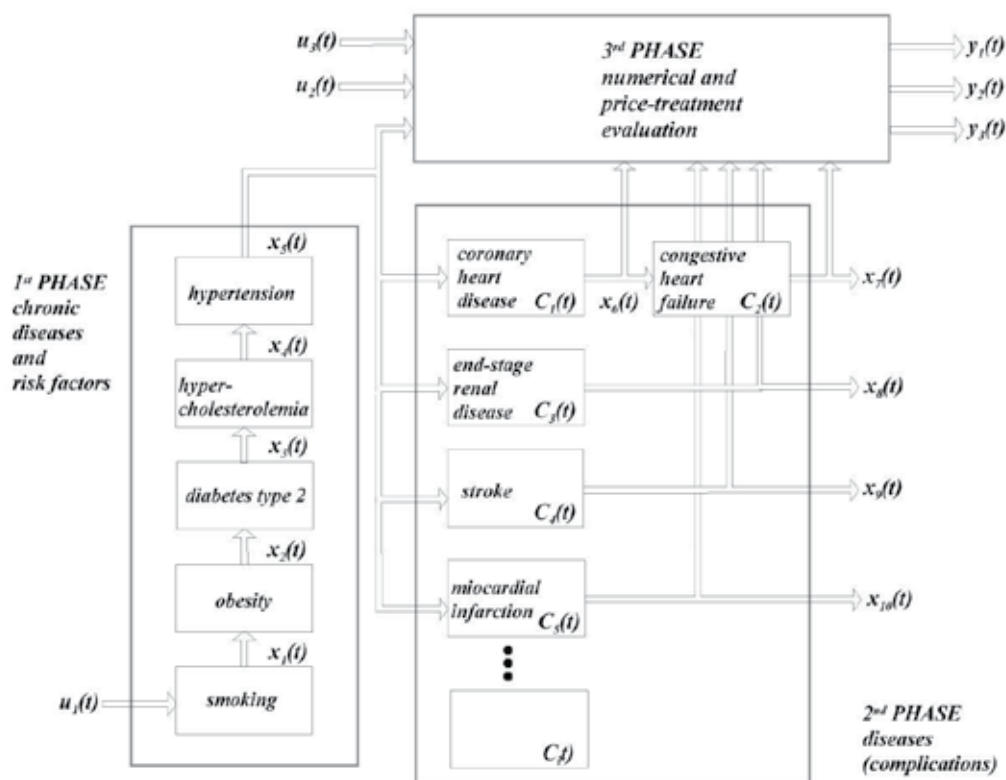 u₃(t)
u₂(t)
3ʳᵈ PHASE
numerical and
price-treatment
evaluation
y₁(t)
y₂(t)
y₃(t)
1ˢᵗ PHASE
chronic
diseases
and
risk factors
x₅(t)
hypertension
x₄(t)
hyper-
cholesterolemia
x₃(t)
diabetes type 2
x₂(t)
obesity
x₁(t)
smoking
u₁(t)
coronary
heart
disease C₁(t)
x₆(t)
congestive
heart
failure C₂(t)
x₇(t)
end-stage
renal
disease C₃(t)
x₈(t)
stroke
C₄(t)
x₉(t)
miocardial
infarction
C₅(t)
x₁₀(t)
2ⁿᵈ PHASE
diseases
(complications)